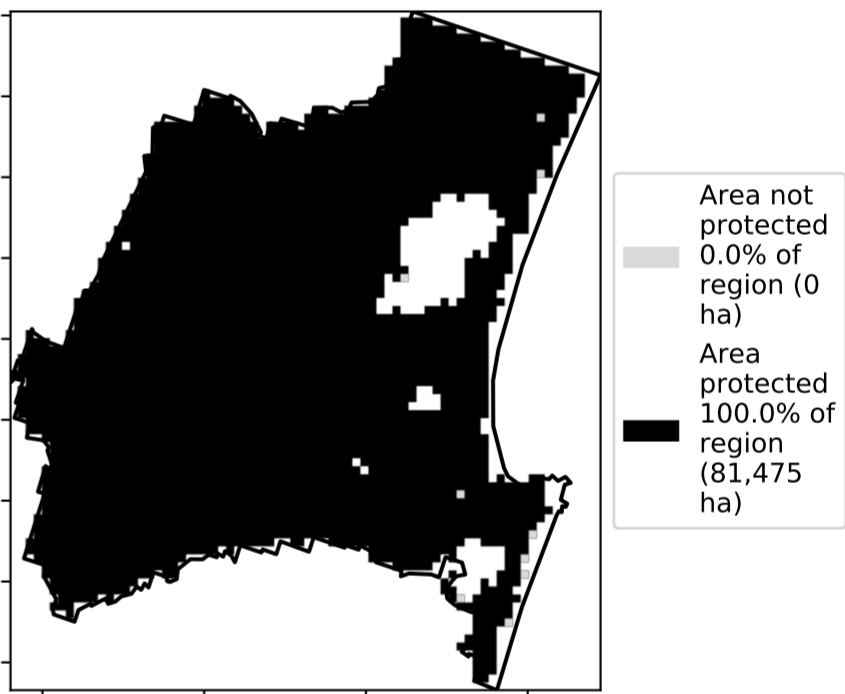 Area not
protected
0.0% of
region (0
ha)
Area
protected
100.0% of
region
(81,475
ha)